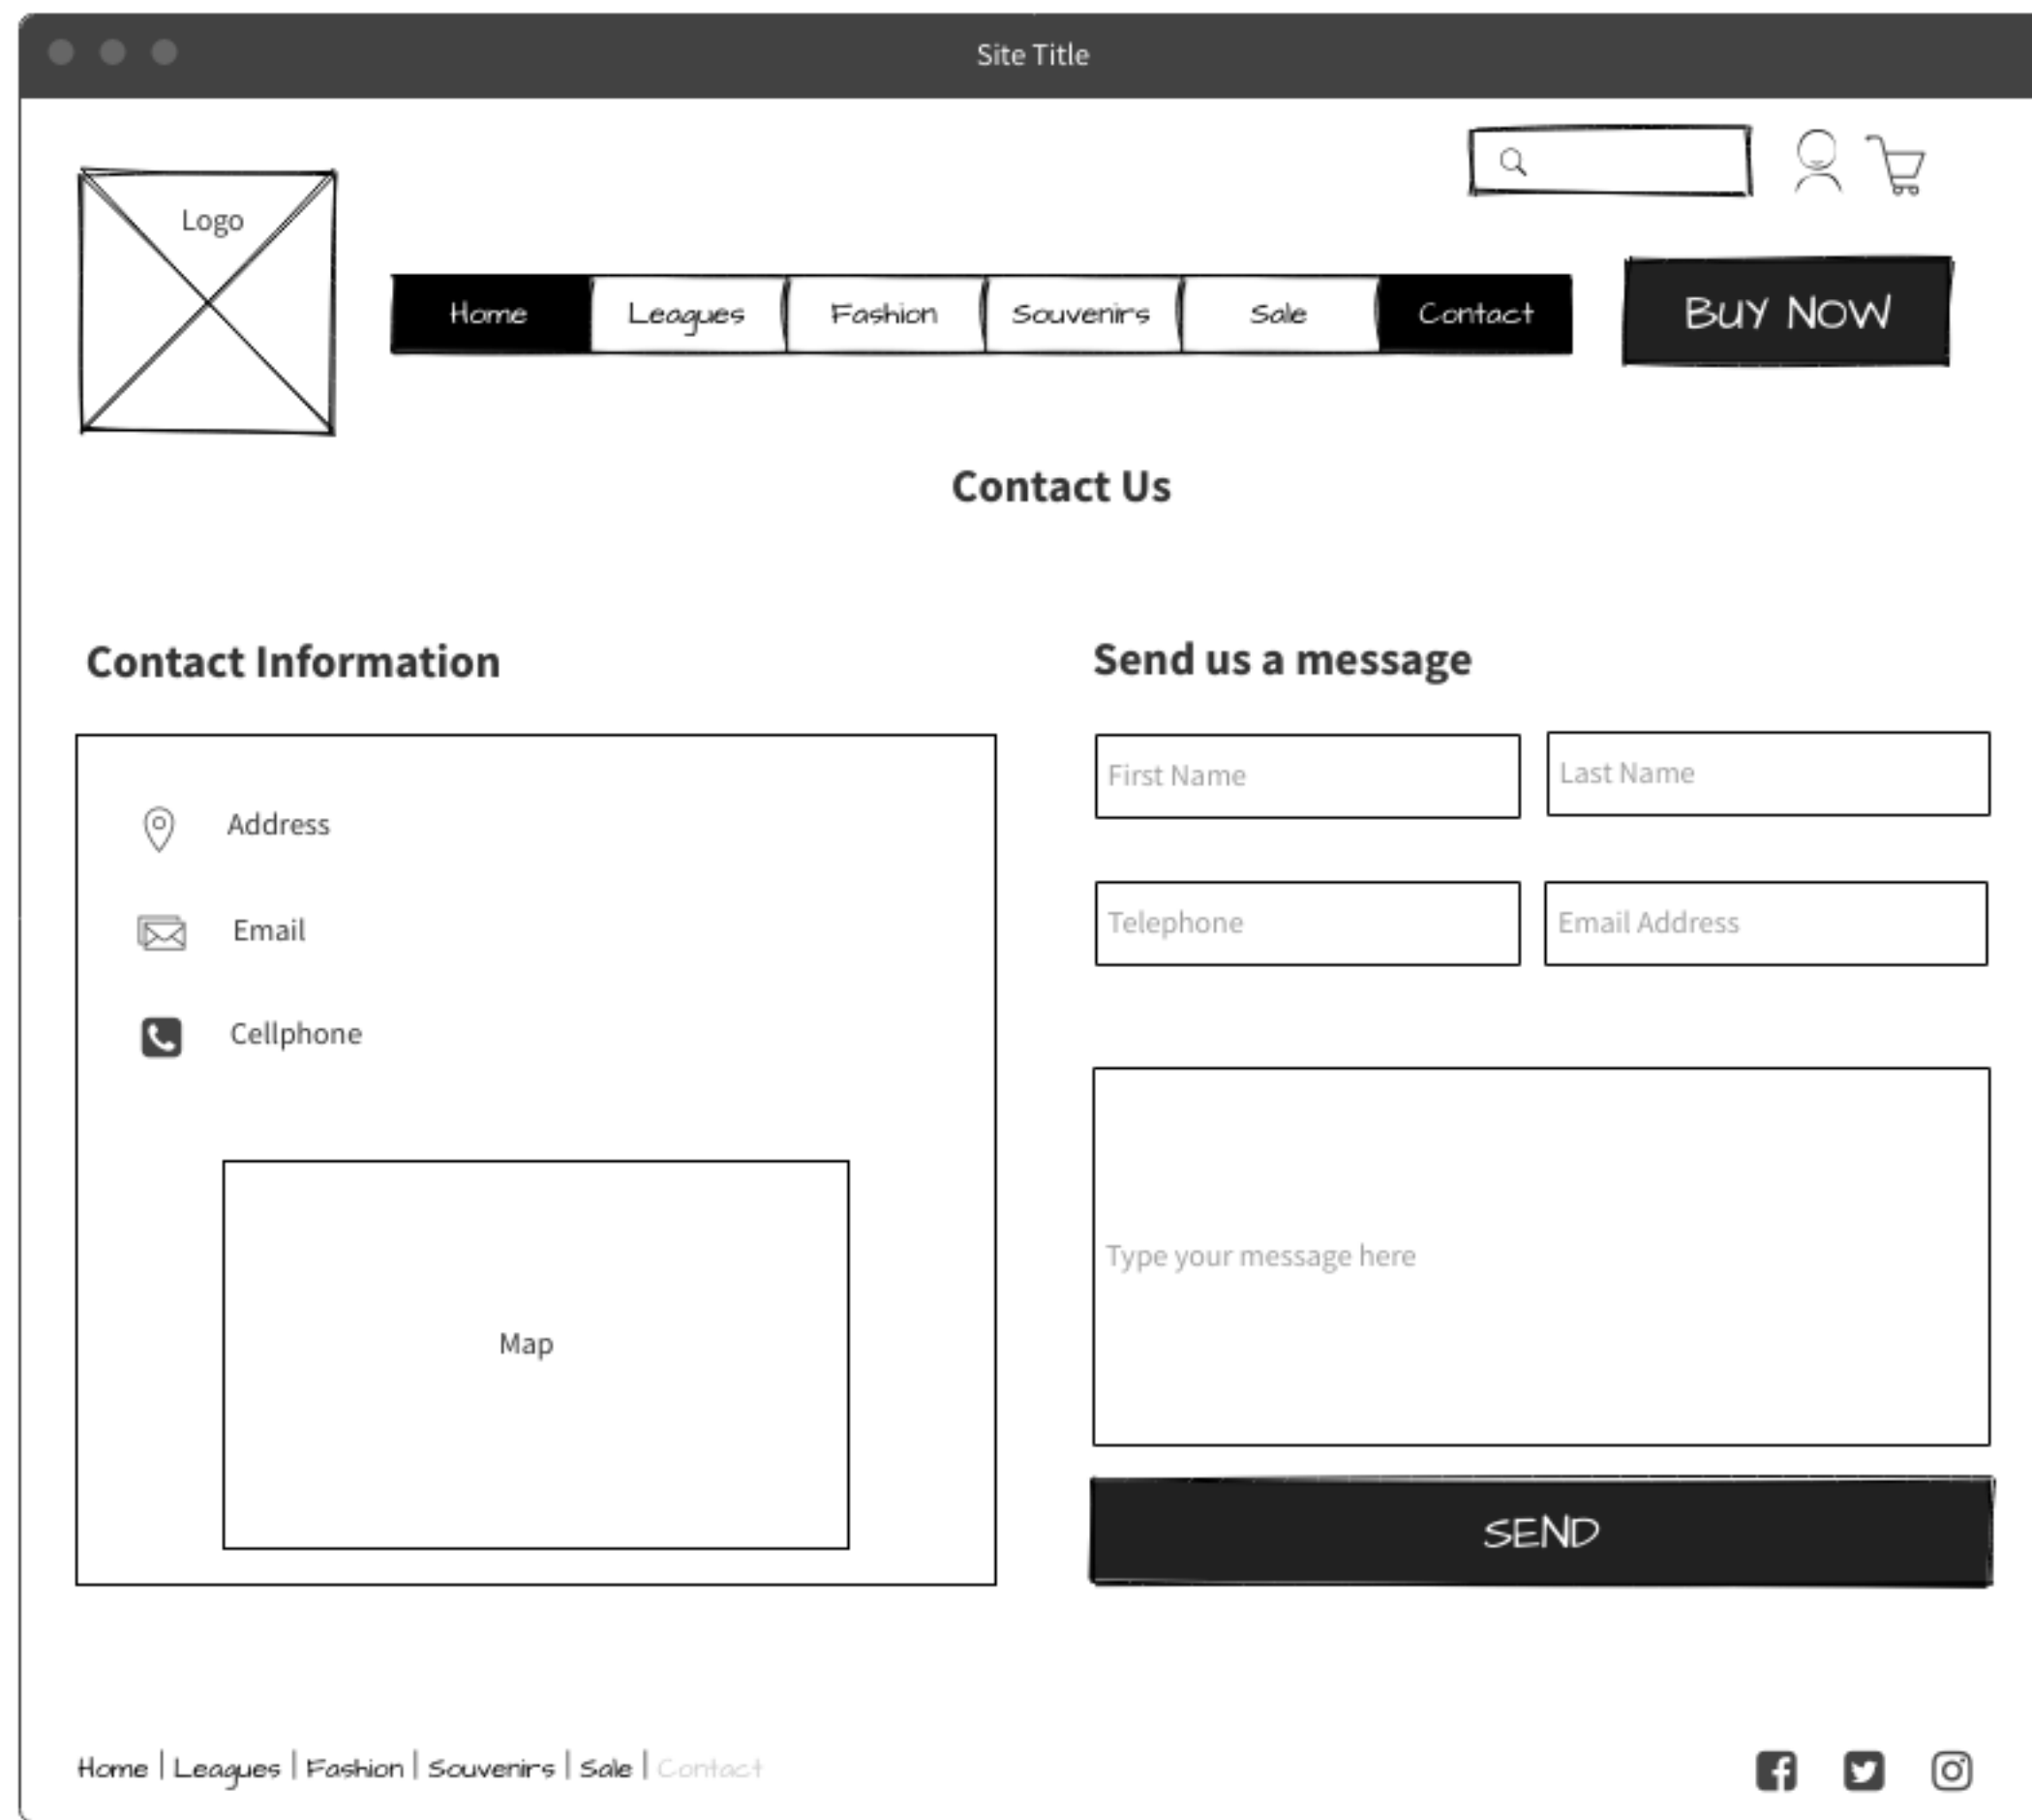 Site Title
Logo
Home Leagues Fashion Souvenirs Sale Contact
BUY NOW
Contact Us
Contact Information
Address
Email
Cellphone
Map
Send us a message
First Name
Last Name
Telephone
Email Address
Type your message here
SEND
Home | Leagues | Fashion | Souvenirs | Sale | Contact